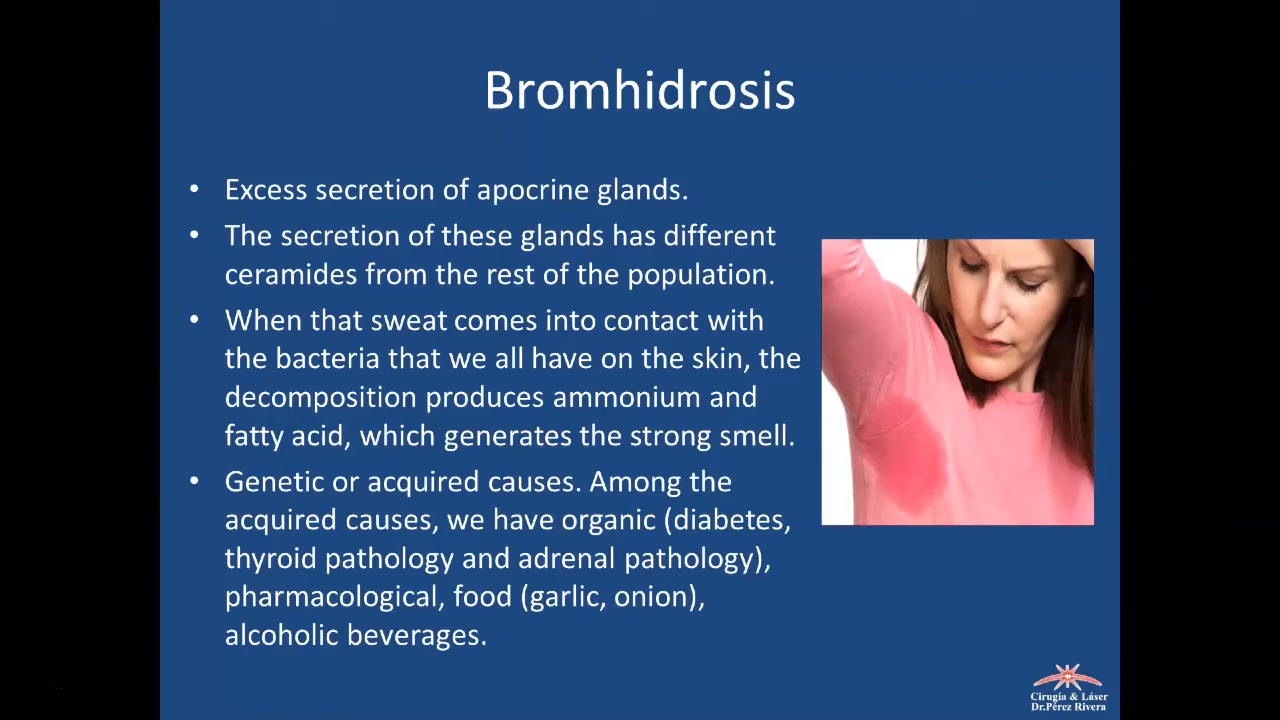 Bromhidrosis
• Excess secretion of apocrine glands.
• The secretion of these glands has different
ceramides from the rest of the population.
• When that sweat comes into contact with
the bacteria that we all have on the skin, the
decomposition produces ammonium and
fatty acid, which generates the strong smell.
• Genetic or acquired causes. Among the
acquired causes, we have organic (diabetes,
thyroid pathology and adrenal pathology),
pharmacological, food (garlic, onion),
alcoholic beverages.
Cirugía & Láser
Dr.Pérez Rivera